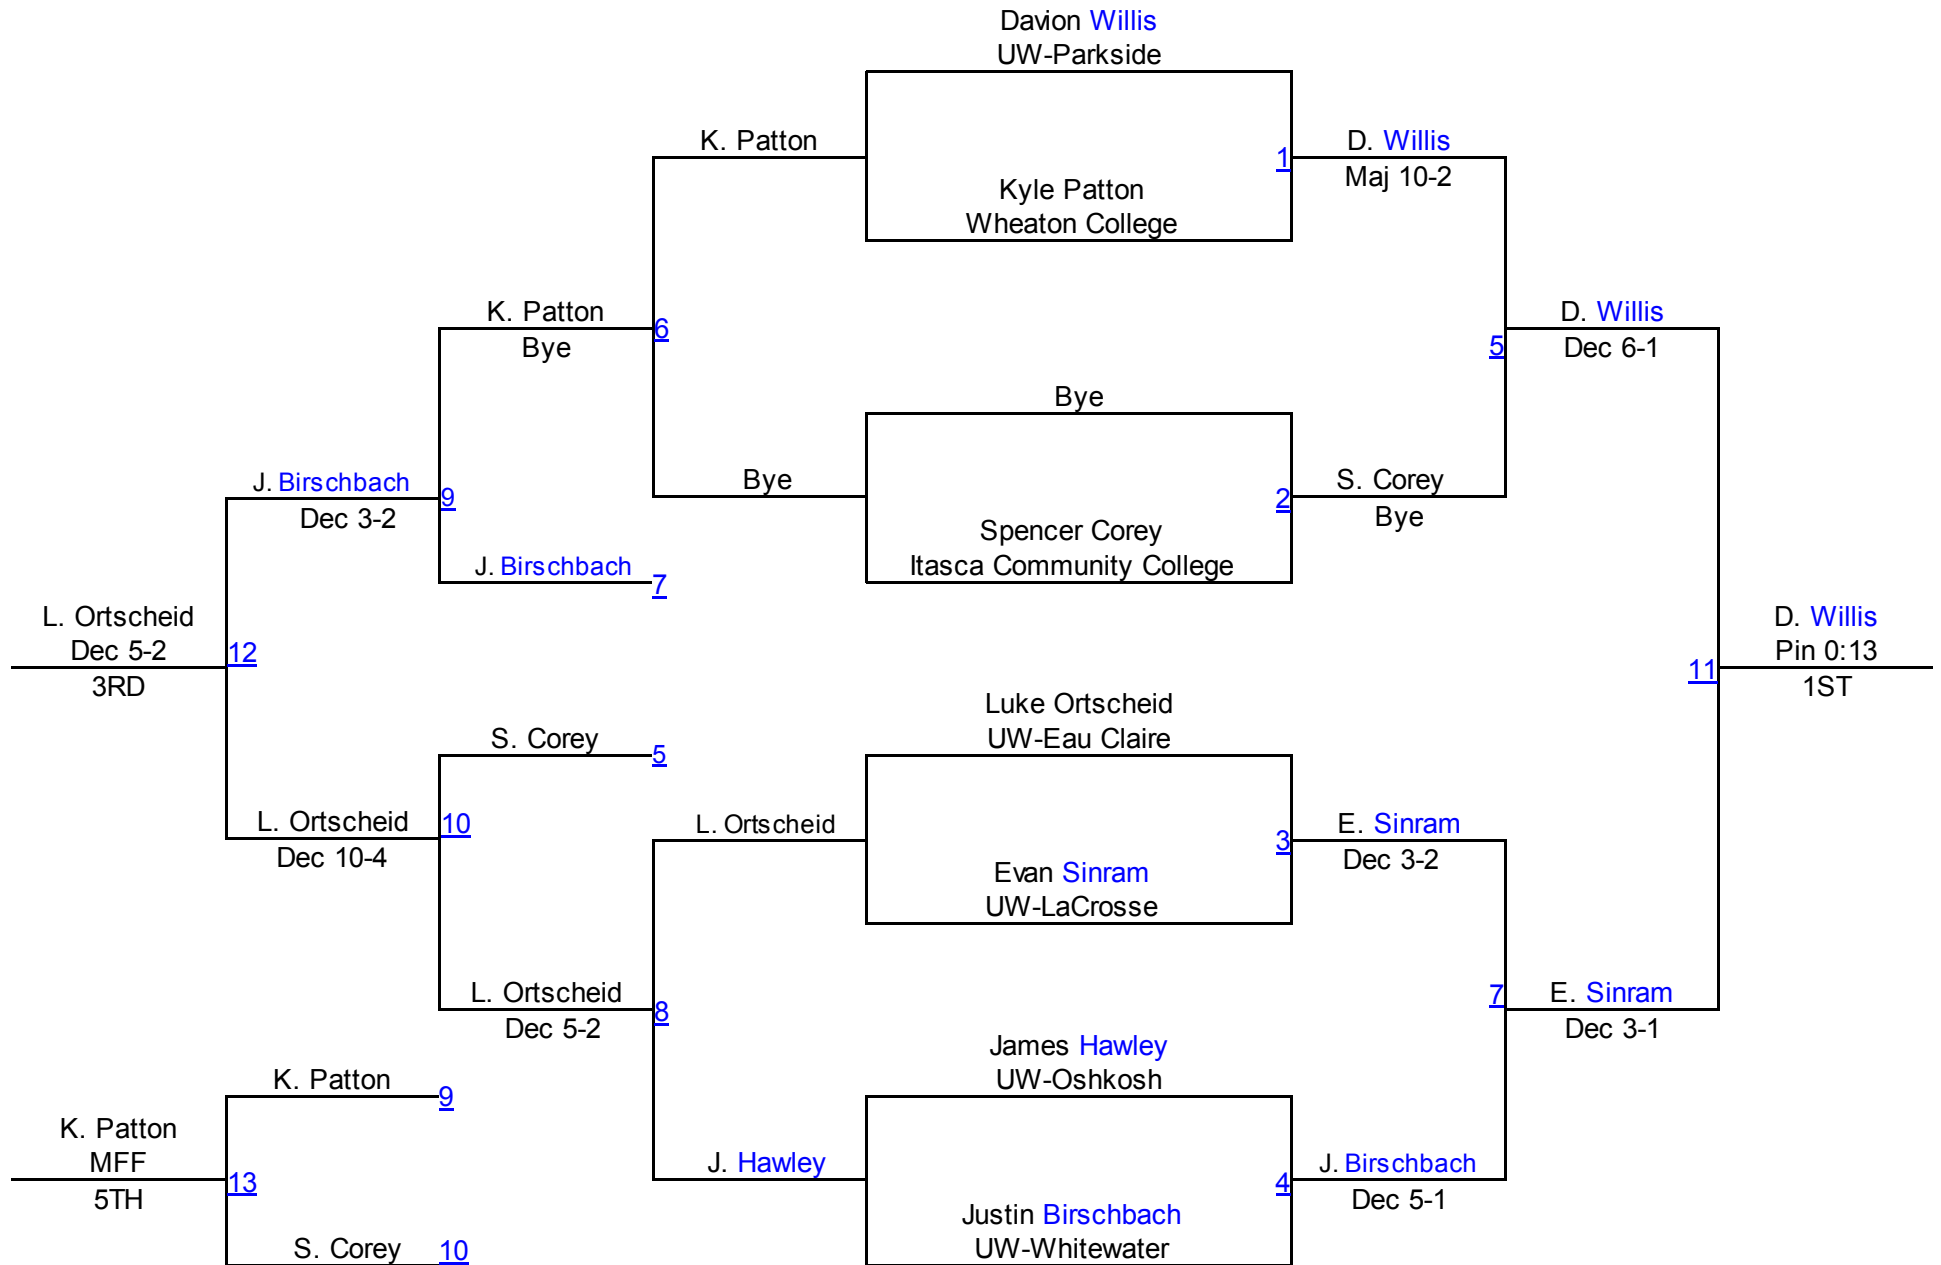 Davion Willis
UW-Parkside
K. Patton
D. Willis
1
Maj 10-2
Kyle Patton
Wheaton College
K. Patton
6
Bye
D. Willis
5
Dec 6-1
Bye
J. Birschbach
9
Dec 3-2
Bye
S. Corey
2
Bye
Spencer Corey
Itasca Community College
J. Birschbach
7
L. Ortscheid
Dec 5-2
12
3RD
D. Willis
Pin 0:13
11
1ST
Luke Ortscheid
UW-Eau Claire
S. Corey
5
L. Ortscheid
10
Dec 10-4
L. Ortscheid
E. Sinram
3
Dec 3-2
Evan Sinram
UW-LaCrosse
L. Ortscheid
8
Dec 5-2
7
E. Sinram
Dec 3-1
James Hawley
UW-Oshkosh
K. Patton
9
K. Patton
MFF
13
5TH
J. Hawley
J. Birschbach
4
Dec 5-1
Justin Birschbach
UW-Whitewater
S. Corey
10